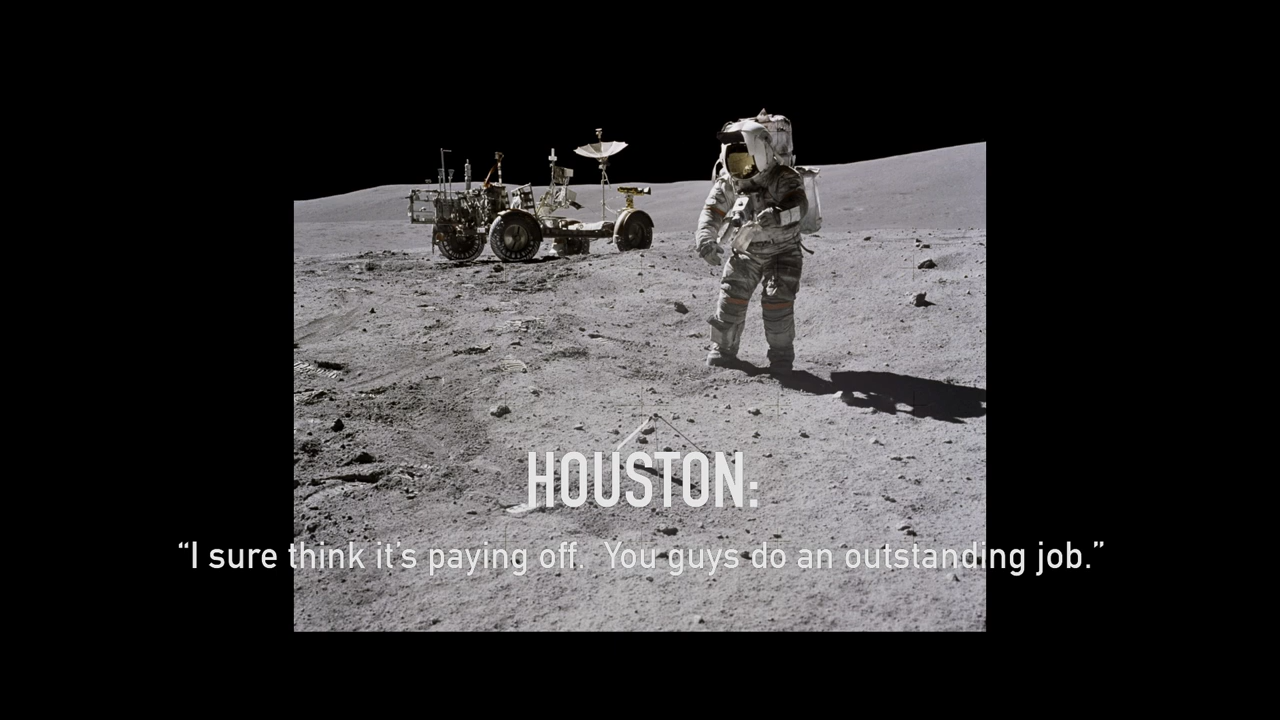 HOUSTON:
“I sure think it’s paying off.  You guys do an outstanding job.”